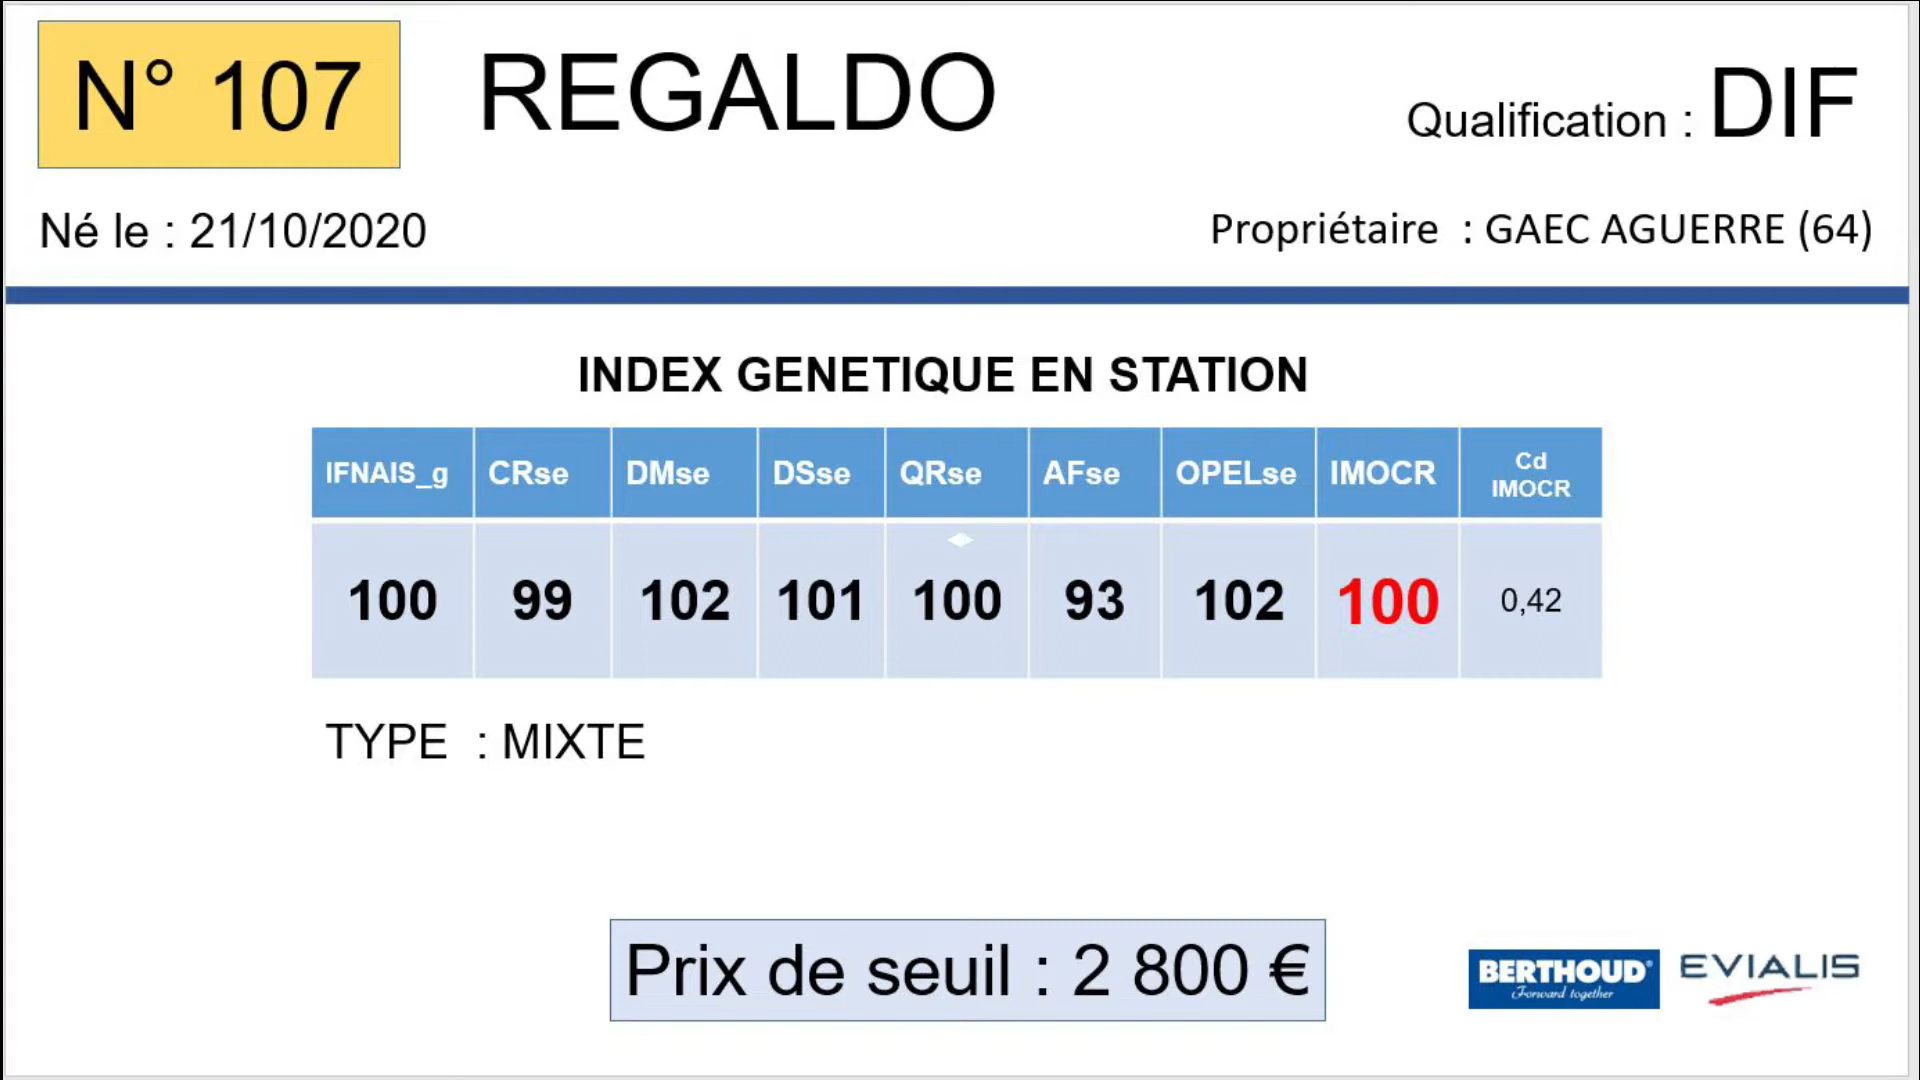 N° 107
REGALDO
Qualification : DIF
Né le : 21/10/2020
Propriétaire : GAEC AGUERRE (64)
INDEX GENETIQUE EN STATION
IFNAIS_g CRse DMse DSse QRse AFse OPELse IMOCR Cd IMOCR
100 99 102 101 100 93 102 100 0,42
TYPE : MIXTE
Prix de seuil : 2 800 €
BERTHOUD
Forward together
EVIALIS